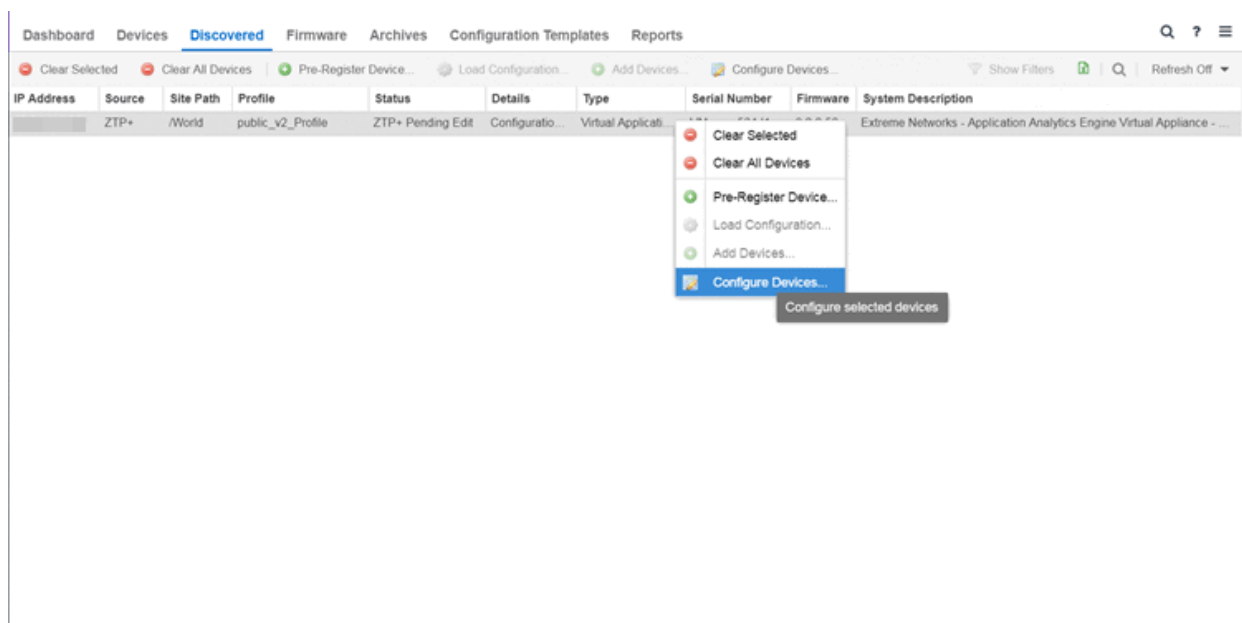 Dashboard Devices Discovered Firmware Archives Configuration Templates Reports ?
Clear Selected Clear All Devices Pre-Register Device... Load Configuration... Add Devices... Configure Devices... Show Filters Refresh Off
IP Address Source Site Path Profile Status Details Type Serial Number Firmware System Description
ZTP+ /World public_v2_Profile ZTP+ Pending Edit Configuratio... Virtual Applicati... Extreme Networks - Application Analytics Engine Virtual Appliance - ...
Clear Selected
Clear All Devices
Pre-Register Device...
Load Configuration...
Add Devices...
Configure Devices...
Configure selected devices